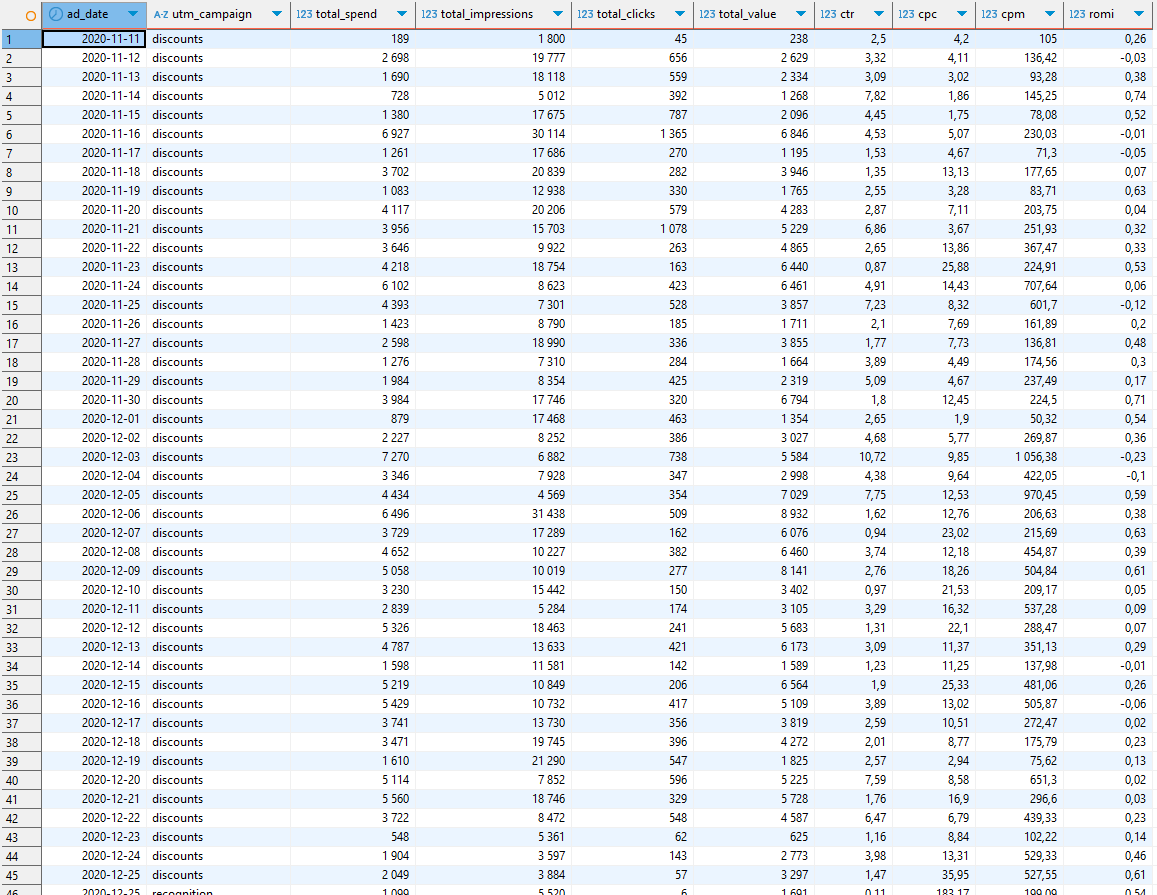 ad_date A-Z utm_campaign 123 total_spend 123 total_impressions 123 total_clicks 123 total_value 123 ctr 123 cpc 123 cpm 123 romi
1 2020-11-11 discounts 189 1 800 45 238 2,5 4,2 105 0,26
2 2020-11-12 discounts 2 698 19 777 656 2 629 3,32 4,11 136,42 -0,03
3 2020-11-13 discounts 1 690 18 118 559 2 334 3,09 3,02 93,28 0,38
4 2020-11-14 discounts 728 5 012 392 1 268 7,82 1,86 145,25 0,74
5 2020-11-15 discounts 1 380 17 675 787 2 096 4,45 1,75 78,08 0,52
6 2020-11-16 discounts 6 927 30 114 1 365 6 846 4,53 5,07 230,03 -0,01
7 2020-11-17 discounts 1 261 17 686 270 1 195 1,53 4,67 71,3 -0,05
8 2020-11-18 discounts 3 702 20 839 282 3 946 1,35 13,13 177,65 0,07
9 2020-11-19 discounts 1 083 12 938 330 1 765 2,55 3,28 83,71 0,63
10 2020-11-20 discounts 4 117 20 206 579 4 283 2,87 7,11 203,75 0,04
11 2020-11-21 discounts 3 956 15 703 1 078 5 229 6,86 3,67 251,93 0,32
12 2020-11-22 discounts 3 646 9 922 263 4 865 2,65 13,86 367,47 0,33
13 2020-11-23 discounts 4 218 18 754 163 6 440 0,87 25,88 224,91 0,53
14 2020-11-24 discounts 6 102 8 623 423 6 461 4,91 14,43 707,64 0,06
15 2020-11-25 discounts 4 393 7 301 528 3 857 7,23 8,32 601,7 -0,12
16 2020-11-26 discounts 1 423 8 790 185 1 711 2,1 7,69 161,89 0,2
17 2020-11-27 discounts 2 598 18 990 336 3 855 1,77 7,73 136,81 0,48
18 2020-11-28 discounts 1 276 7 310 284 1 664 3,89 4,49 174,56 0,3
19 2020-11-29 discounts 1 984 8 354 425 2 319 5,09 4,67 237,49 0,17
20 2020-11-30 discounts 3 984 17 746 320 6 794 1,8 12,45 224,5 0,71
21 2020-12-01 discounts 879 17 468 463 1 354 2,65 1,9 50,32 0,54
22 2020-12-02 discounts 2 227 8 252 386 3 027 4,68 5,77 269,87 0,36
23 2020-12-03 discounts 7 270 6 882 738 5 584 10,72 9,85 1 056,38 -0,23
24 2020-12-04 discounts 3 346 7 928 347 2 998 4,38 9,64 422,05 -0,1
25 2020-12-05 discounts 4 434 4 569 354 7 029 7,75 12,53 970,45 0,59
26 2020-12-06 discounts 6 496 31 438 509 8 932 1,62 12,76 206,63 0,38
27 2020-12-07 discounts 3 729 17 289 162 6 076 0,94 23,02 215,69 0,63
28 2020-12-08 discounts 4 652 10 227 382 6 460 3,74 12,18 454,87 0,39
29 2020-12-09 discounts 5 058 10 019 277 8 141 2,76 18,26 504,84 0,61
30 2020-12-10 discounts 3 230 15 442 150 3 402 0,97 21,53 209,17 0,05
31 2020-12-11 discounts 2 839 5 284 174 3 105 3,29 16,32 537,28 0,09
32 2020-12-12 discounts 5 326 18 463 241 5 683 1,31 22,1 288,47 0,07
33 2020-12-13 discounts 4 787 13 633 421 6 173 3,09 11,37 351,13 0,29
34 2020-12-14 discounts 1 598 11 581 142 1 589 1,23 11,25 137,98 -0,01
35 2020-12-15 discounts 5 219 10 849 206 6 564 1,9 25,33 481,06 0,26
36 2020-12-16 discounts 5 429 10 732 417 5 109 3,89 13,02 505,87 -0,06
37 2020-12-17 discounts 3 741 13 730 356 3 819 2,59 10,51 272,47 0,02
38 2020-12-18 discounts 3 471 19 745 396 4 272 2,01 8,77 175,79 0,23
39 2020-12-19 discounts 1 610 21 290 547 1 825 2,57 2,94 75,62 0,13
40 2020-12-20 discounts 5 114 7 852 596 5 225 7,59 8,58 651,3 0,02
41 2020-12-21 discounts 5 560 18 746 329 5 728 1,76 16,9 296,6 0,03
42 2020-12-22 discounts 3 722 8 472 548 4 587 6,47 6,79 439,33 0,23
43 2020-12-23 discounts 548 5 361 62 625 1,16 8,84 102,22 0,14
44 2020-12-24 discounts 1 904 3 597 143 2 773 3,98 13,31 529,33 0,46
45 2020-12-25 discounts 2 049 3 884 57 3 297 1,47 35,95 527,55 0,61
46 2020-12-25 recognition 1 099 5 520 6 1 691 0,11 183,17 199,09 0,54